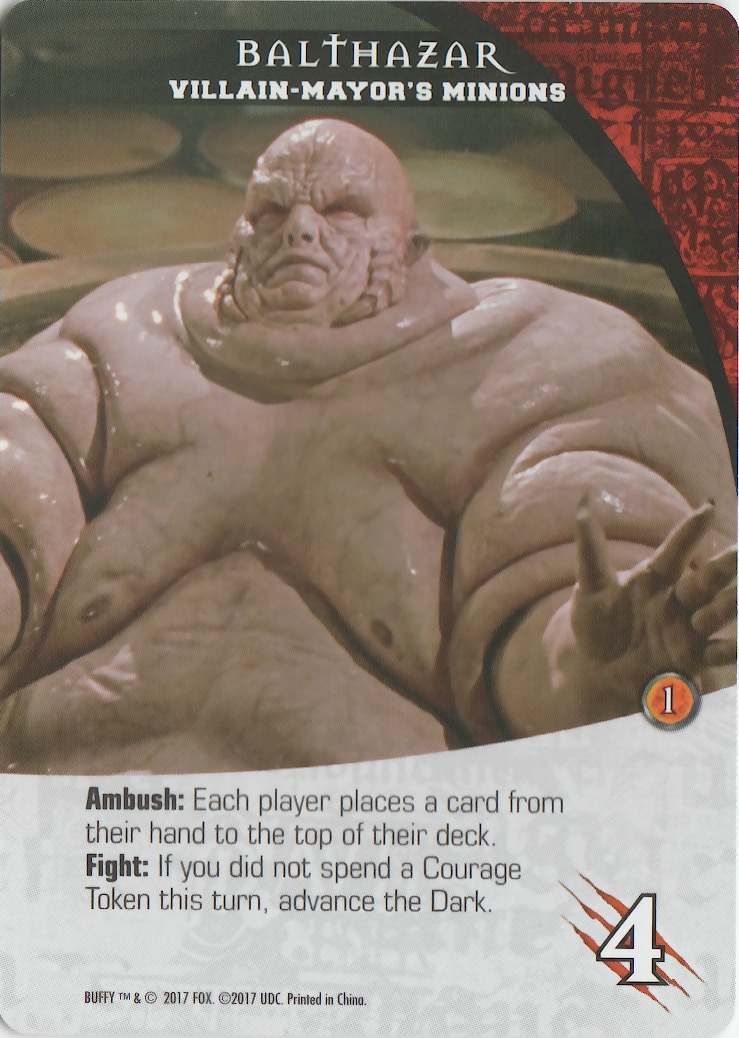 BALTHAZAR
VILLAIN-MAYOR'S MINIONS
1
Ambush: Each player places a card from
their hand to the top of their deck.
Fight: If you did not spend a Courage
Token this turn, advance the Dark.
4
BUFFY ™ & © 2017 FOX. ©2017 UDC. Printed in China.